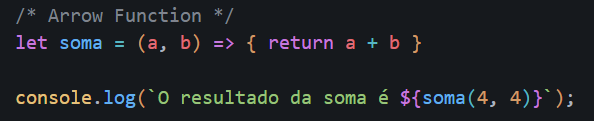 /* Arrow Function */
let soma = (a, b) => { return a + b }
console.log(`O resultado da soma é ${soma(4, 4)}`);